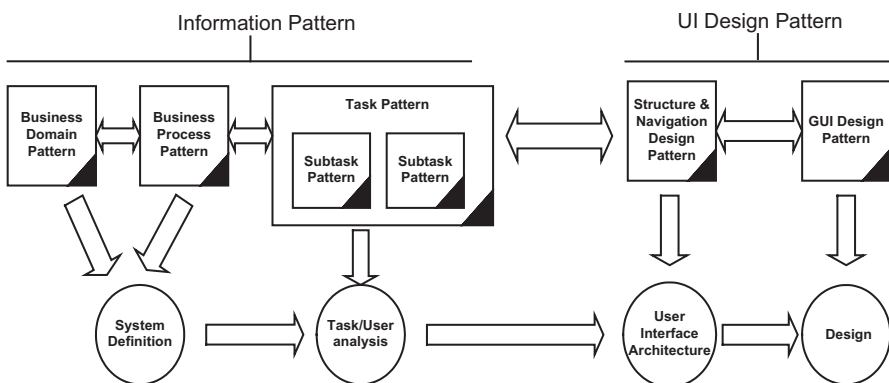 Information Pattern
UI Design Pattern
Business
Domain
Pattern
Business
Process
Pattern
Task Pattern
Subtask
Pattern
Subtask
Pattern
Structure &
Navigation
Design
Pattern
GUI Design
Pattern
System
Definition
Task/User
analysis
User
Interface
Architecture
Design